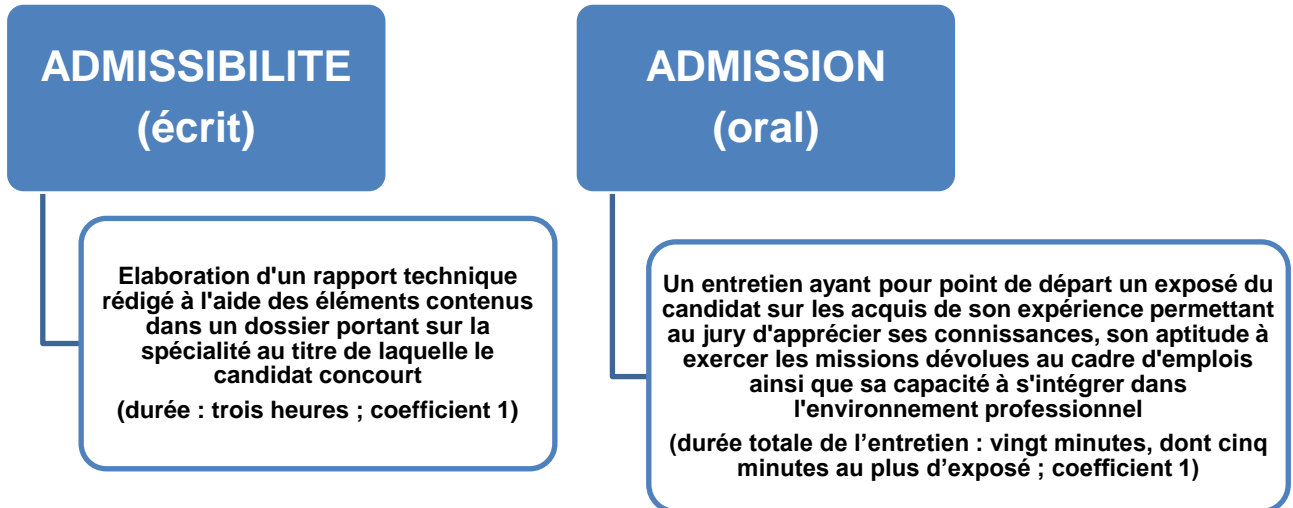 ADMISSIBILITE
(écrit)
Elaboration d'un rapport technique
rédigé à l'aide des éléments contenus
dans un dossier portant sur la
spécialité au titre de laquelle le
candidat concourt
(durée : trois heures ; coefficient 1)
ADMISSION
(oral)
Un entretien ayant pour point de départ un exposé du
candidat sur les acquis de son expérience permettant
au jury d'apprécier ses connissances, son aptitude à
exercer les missions dévolues au cadre d'emplois
ainsi que sa capacité à s'intégrer dans
l'environnement professionnel
(durée totale de l’entretien : vingt minutes, dont cinq
minutes au plus d’exposé ; coefficient 1)